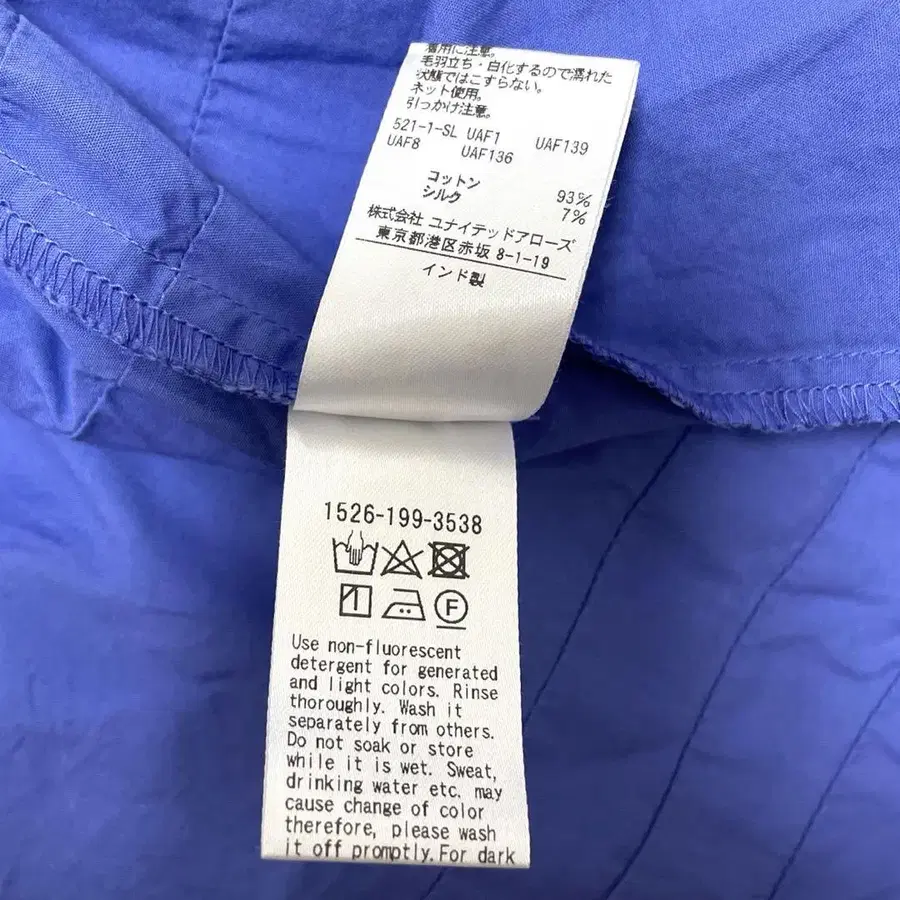 着用に注意。
毛羽立ち・白化するので濡れた
状態ではこすらない。
ネット使用。
引っかけ注意。
521-1-SL UAF1 UAF139
UAF8 UAF136
コットン 93%
シルク 7%
株式会社 ユナイテッドアローズ
東京都港区赤坂 8-1-19
インド製
1526-199-3538
F
Use non-fluorescent
detergent for generated
and light colors. Rinse
thoroughly. Wash it
separately from others.
Do not soak or store
while it is wet. Sweat,
drinking water etc. may
cause change of color
therefore, please wash
it off promptly.For dark